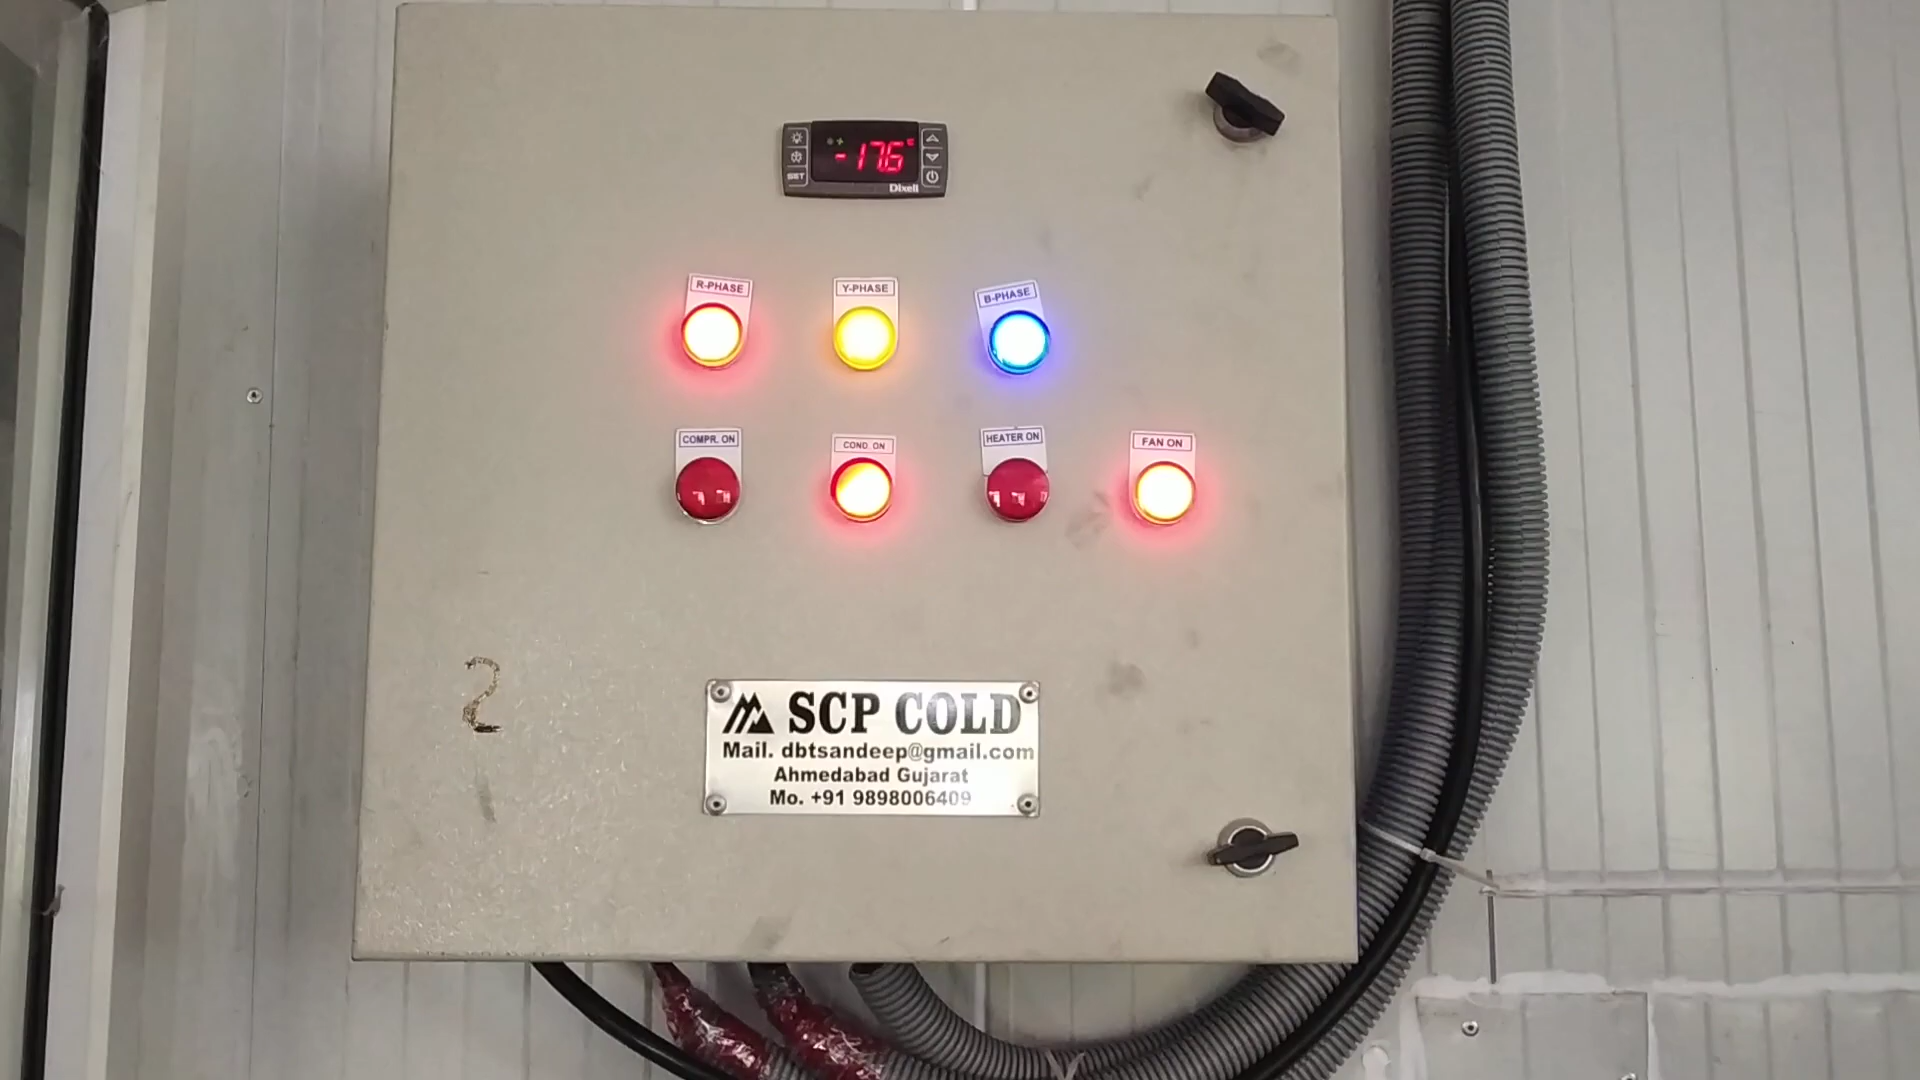 -17.6 °C
SET
Dixell
R-PHASE
Y-PHASE
B-PHASE
COMPR. ON
COND. ON
HEATER ON
FAN ON
2
SCP COLD
Mail. dbtsandeep@gmail.com
Ahmedabad Gujarat
Mo. +91 9898006409